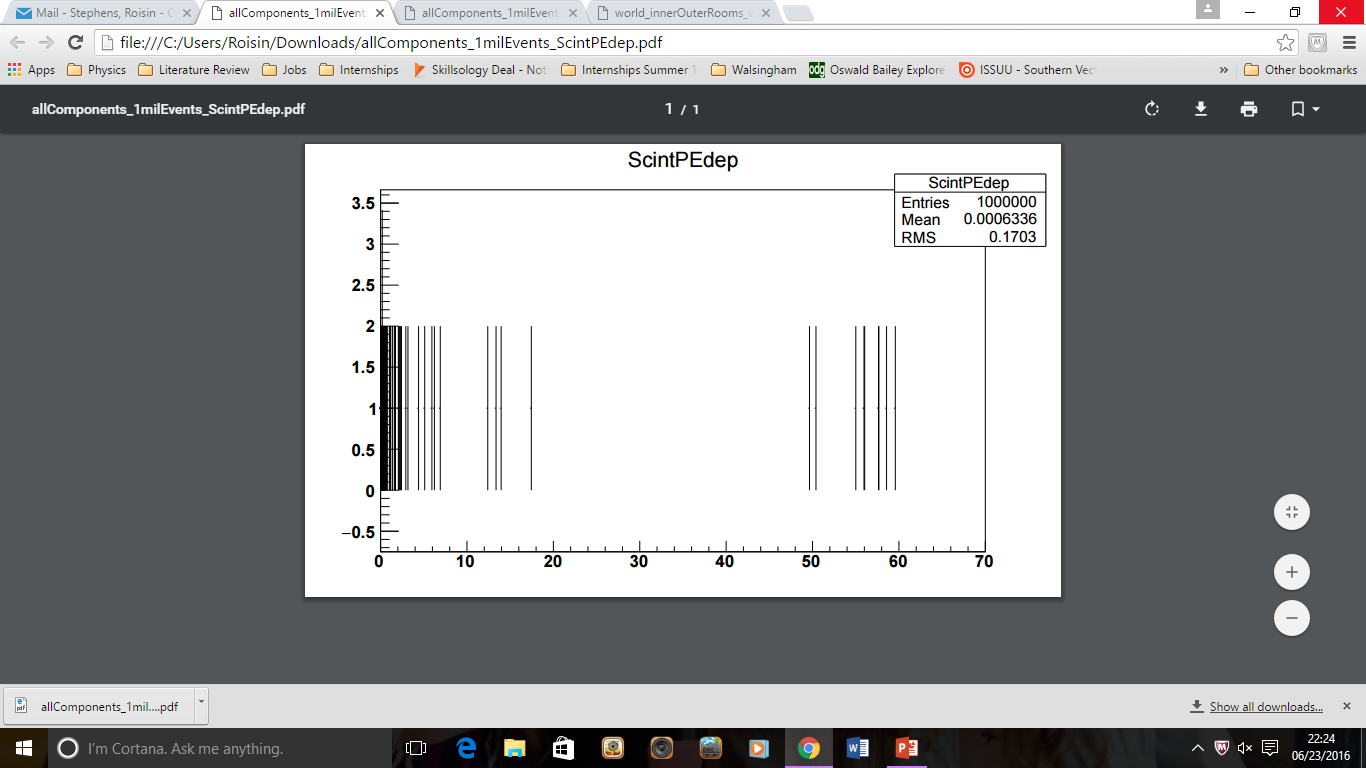 Mail - Stephens, Roisin - O
allComponents_1milEvent
allComponents_1milEvent
world_innerOuterRooms_
file:///C:/Users/Roisin/Downloads/allComponents_1milEvents_ScintPEdep.pdf
Apps
Physics
Literature Review
Jobs
Internships
Skillsology Deal - Not
Internships Summer 1
Walsingham
odg Oswald Bailey Explore
ISSUU - Southern Vec
»
Other bookmarks
allComponents_1milEvents_ScintPEdep.pdf
1 / 1
ScintPEdep
ScintPEdep
Entries 1000000
Mean 0.0006336
RMS 0.1703
3.5
3
2.5
2
1.5
1
0.5
0
−0.5
0 10 20 30 40 50 60 70
allComponents_1mil....pdf
Show all downloads...
I'm Cortana. Ask me anything.
22:24
06/23/2016